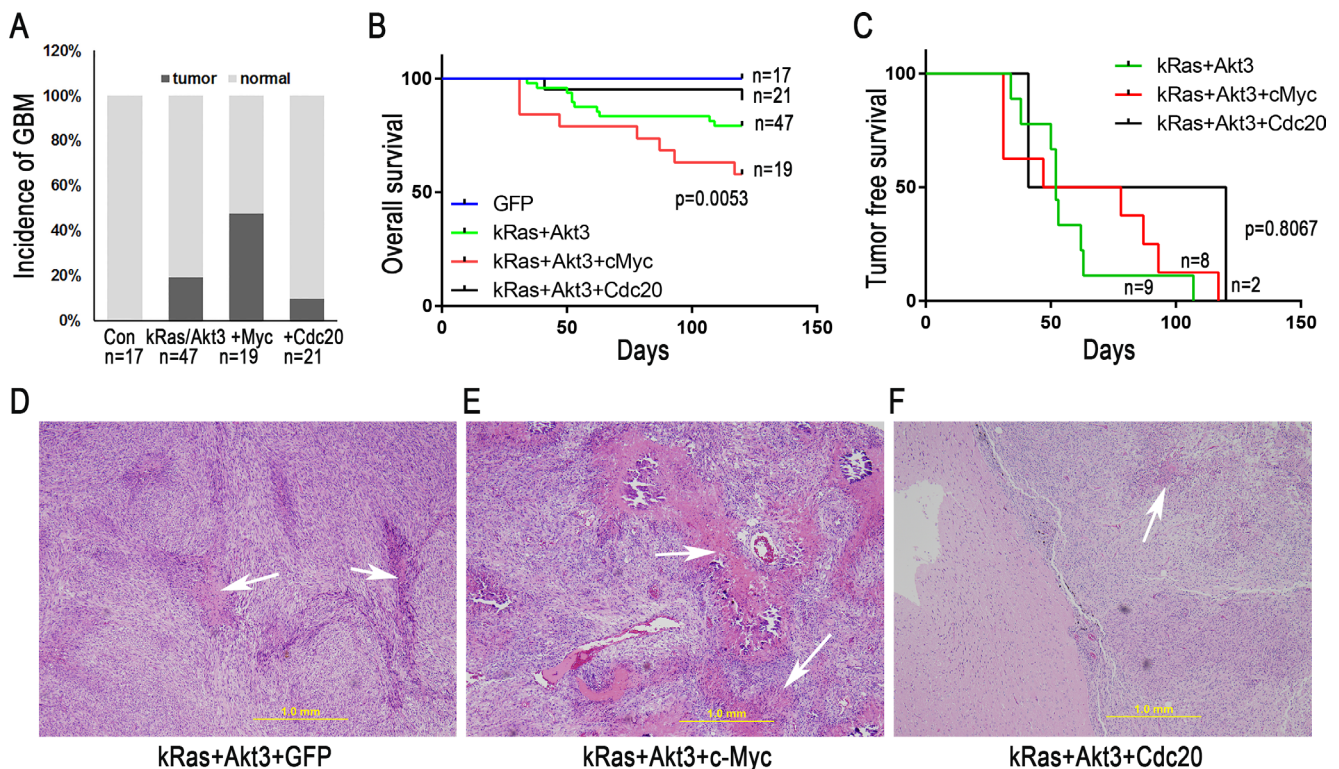 A
120%
100%
80%
60%
40%
20%
0%
Incidence of GBM
tumor normal
Con kRas/Akt3 +Myc +Cdc20
n=17 n=47 n=19 n=21
B
100
50
0
Overall survival
n=17
n=21
n=47
n=19
p=0.0053
GFP
kRas+Akt3
kRas+Akt3+cMyc
kRas+Akt3+Cdc20
0 50 100 150
Days
C
100
50
0
Tumor free survival
kRas+Akt3
kRas+Akt3+cMyc
kRas+Akt3+Cdc20
p=0.8067
n=8
n=9
n=2
0 50 100 150
Days
D
1.0 mm
kRas+Akt3+GFP
E
1.0 mm
kRas+Akt3+c-Myc
F
1.0 mm
kRas+Akt3+Cdc20